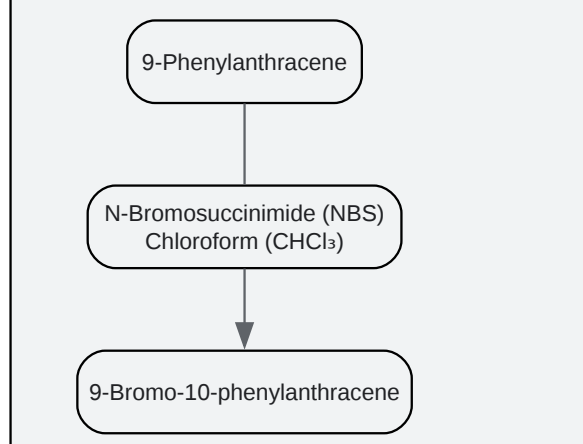 9-Phenylanthracene
N-Bromosuccinimide (NBS)
Chloroform (CHCl₃)
9-Bromo-10-phenylanthracene